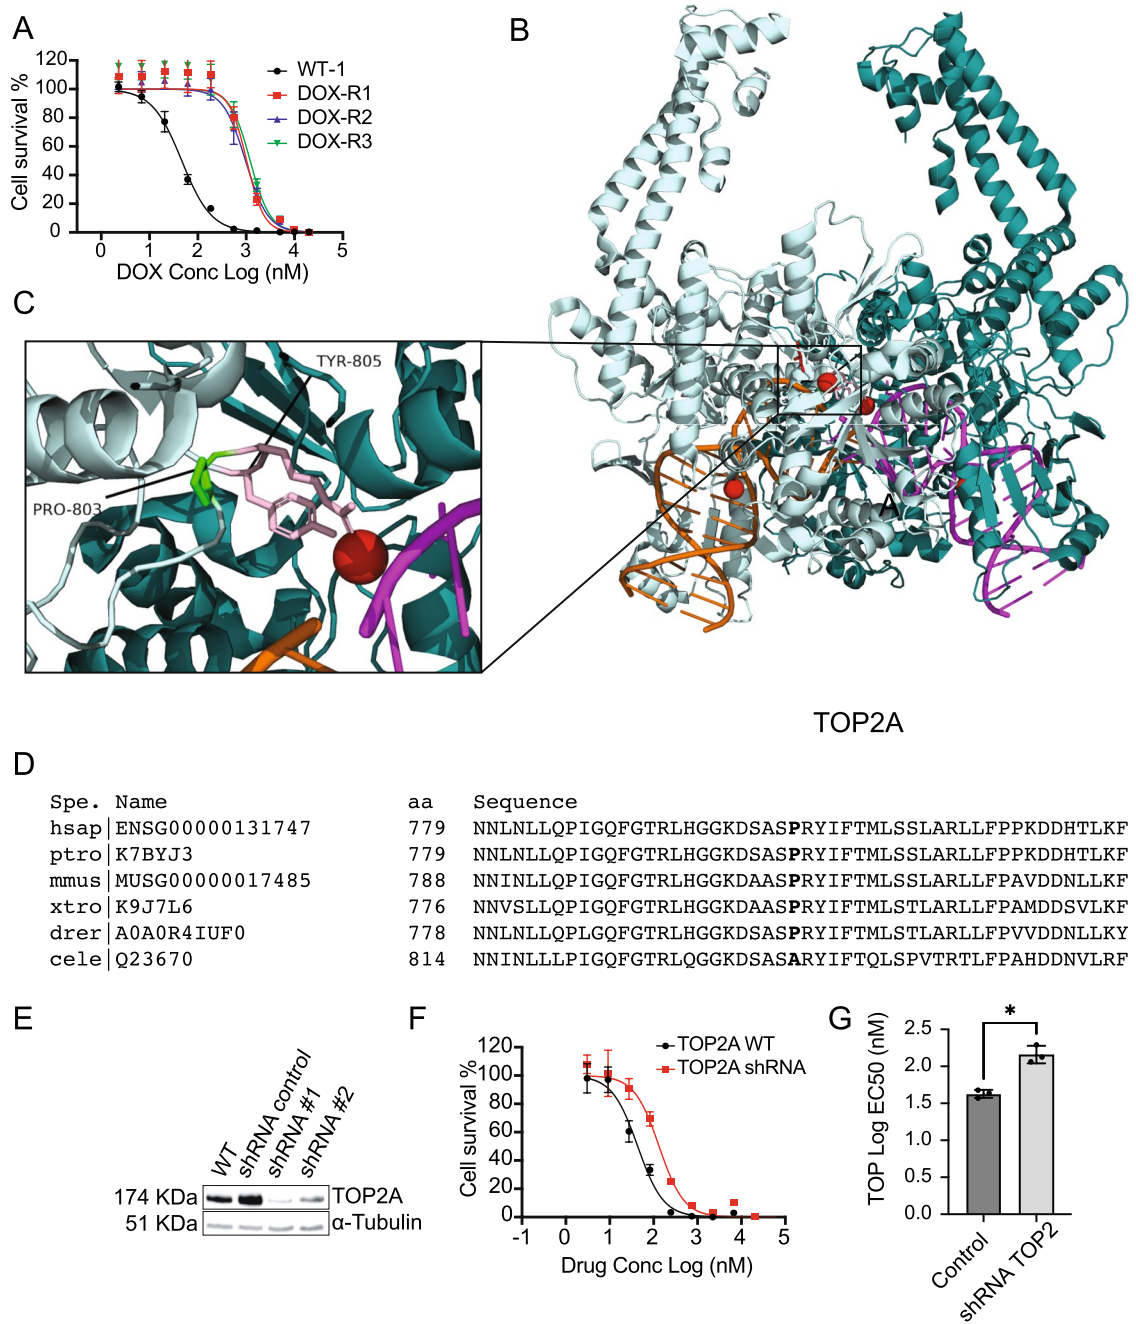 A
Cell survival %
120
100
80
60
40
20
0
0 1 2 3 4 5
DOX Conc Log (nM)
WT-1
DOX-R1
DOX-R2
DOX-R3
B
A
TOP2A
C
TYR-805
PRO-803
D
Spe. Name aa Sequence
hsap|ENSG00000131747 779 NNLNLLQPIGQFGTRLHGGKDSASPRYIFTMLSSLARLLFPPKDDHTLKF
ptro|K7BYJ3 779 NNLNLLQPIGQFGTRLHGGKDSASPRYIFTMLSSLARLLFPPKDDHTLKF
mmus|MUSG00000017485 788 NNINLLQPIGQFGTRLHGGKDAASPRYIFTMLSSLARLLFPAVDDNLLKF
xtro|K9J7L6 776 NNVSLLQPIGQFGTRLHGGKDAASPRYIFTMLSTLARLLFPAMDDSVLKF
drer|A0A0R4IUF0 778 NNLNLLQPLGQFGTRLHGGKDAASPRYIFTMLSTLARLLFPVVDDNLLKY
cele|Q23670 814 NNINLLLPIGQFGTRLQGGKDSASARYIFTQLSPVTRTLFPAHDDNVLRF
E
WT
shRNA control
shRNA #1
shRNA #2
174 KDa TOP2A
51 KDa α-Tubulin
F
Cell survival %
120
100
80
60
40
20
0
-1 0 1 2 3 4 5
Drug Conc Log (nM)
TOP2A WT
TOP2A shRNA
G
TOP Log EC50 (nM)
2.5
2.0
1.5
1.0
0.5
0.0
*
Control
shRNA TOP2